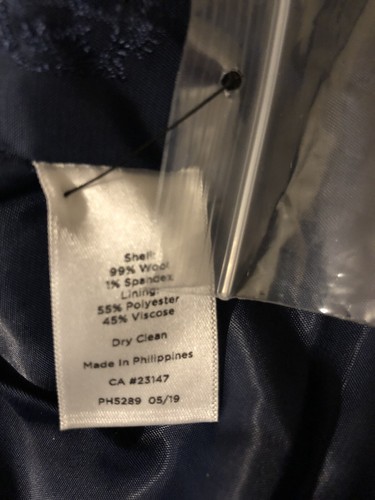 Shell:
99% Wool
1% Spandex
Lining:
55% Polyester
45% Viscose
Dry Clean
Made In Philippines
CA #23147
PH5289 05/19